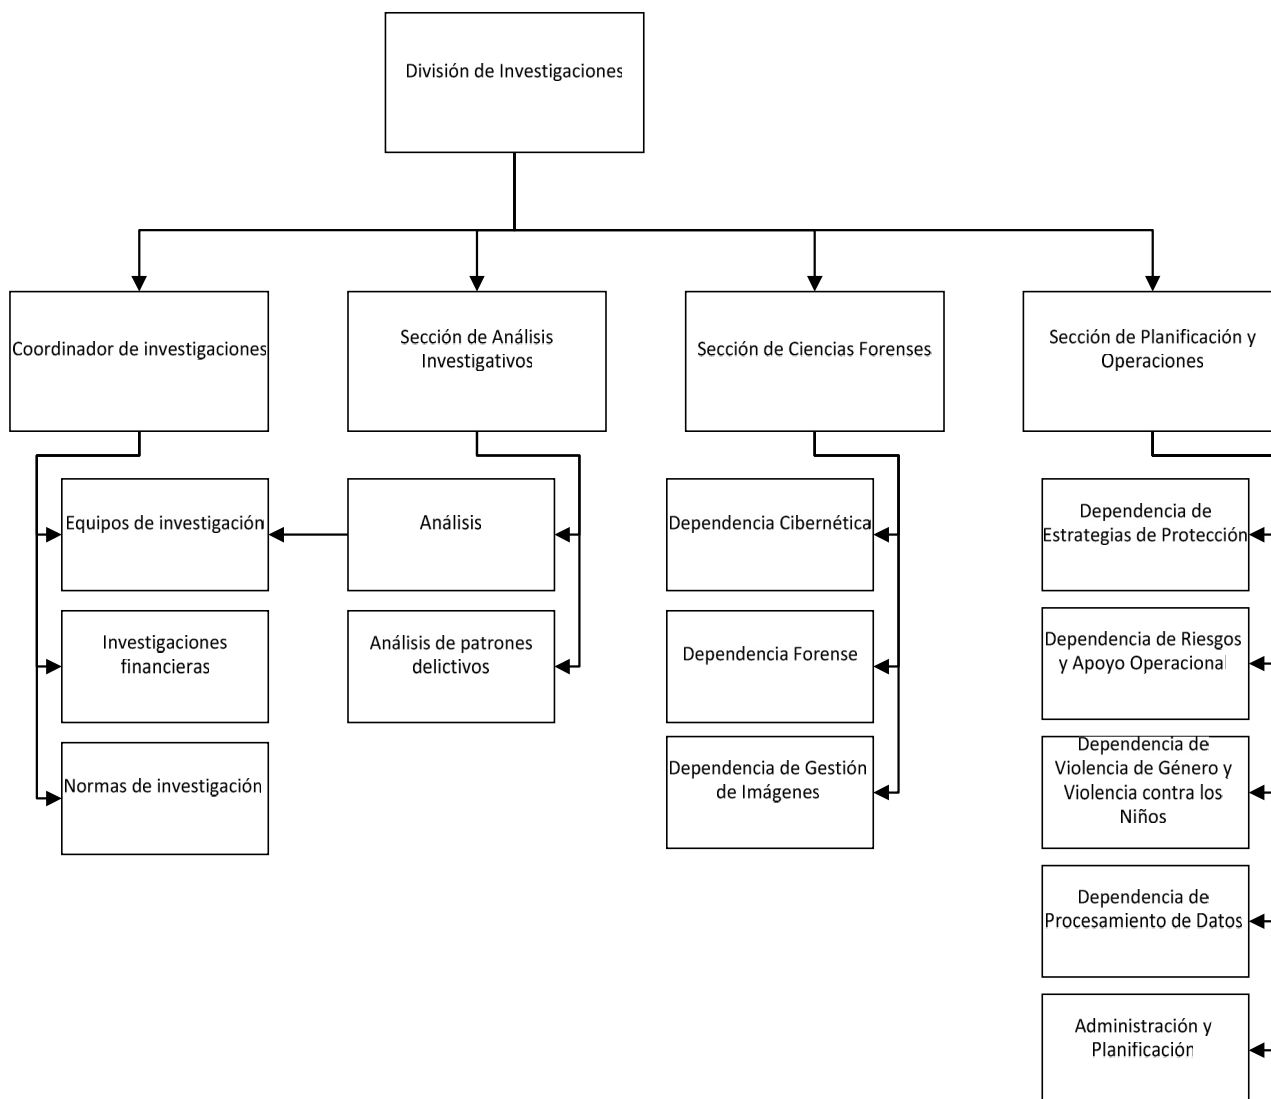 División de Investigaciones
Coordinador de investigaciones
Sección de Análisis
Investigativos
Sección de Ciencias Forenses
Sección de Planificación y
Operaciones
Equipos de investigación
Investigaciones
financieras
Normas de investigación
Análisis
Análisis de patrones
delictivos
Dependencia Cibernética
Dependencia Forense
Dependencia de Gestión
de Imágenes
Dependencia de
Estrategias de Protección
Dependencia de Riesgos
y Apoyo Operacional
Dependencia de
Violencia de Género y
Violencia contra los
Niños
Dependencia de
Procesamiento de Datos
Administración y
Planificación